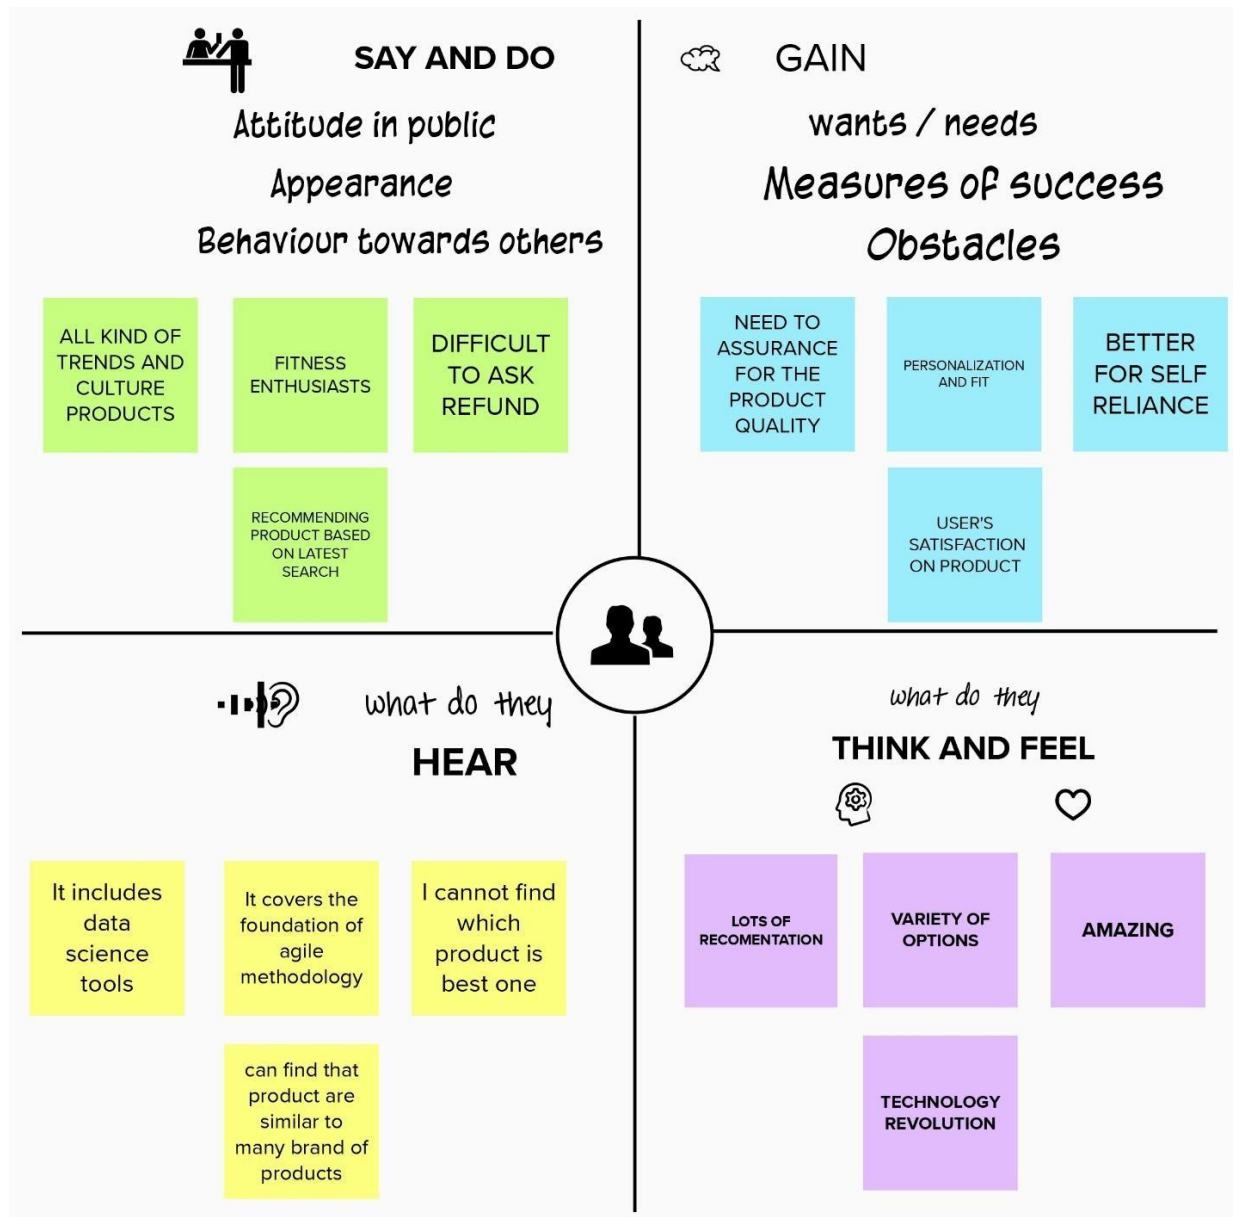 SAY AND DO
Attitude in public
Appearance
Behaviour towards others
ALL KIND OF
TRENDS AND
CULTURE
PRODUCTS
FITNESS
ENTHUSIASTS
DIFFICULT
TO ASK
REFUND
RECOMMENDING
PRODUCT BASED
ON LATEST
SEARCH
GAIN
wants / needs
Measures of success
Obstacles
NEED TO
ASSURANCE
FOR THE
PRODUCT
QUALITY
PERSONALIZATION
AND FIT
BETTER
FOR SELF
RELIANCE
USER'S
SATISFACTION
ON PRODUCT
what do they
HEAR
It includes
data
science
tools
It covers the
foundation of
agile
methodology
I cannot find
which
product is
best one
can find that
product are
similar to
many brand of
products
what do they
THINK AND FEEL
LOTS OF
RECOMENTATION
VARIETY OF
OPTIONS
AMAZING
TECHNOLOGY
REVOLUTION